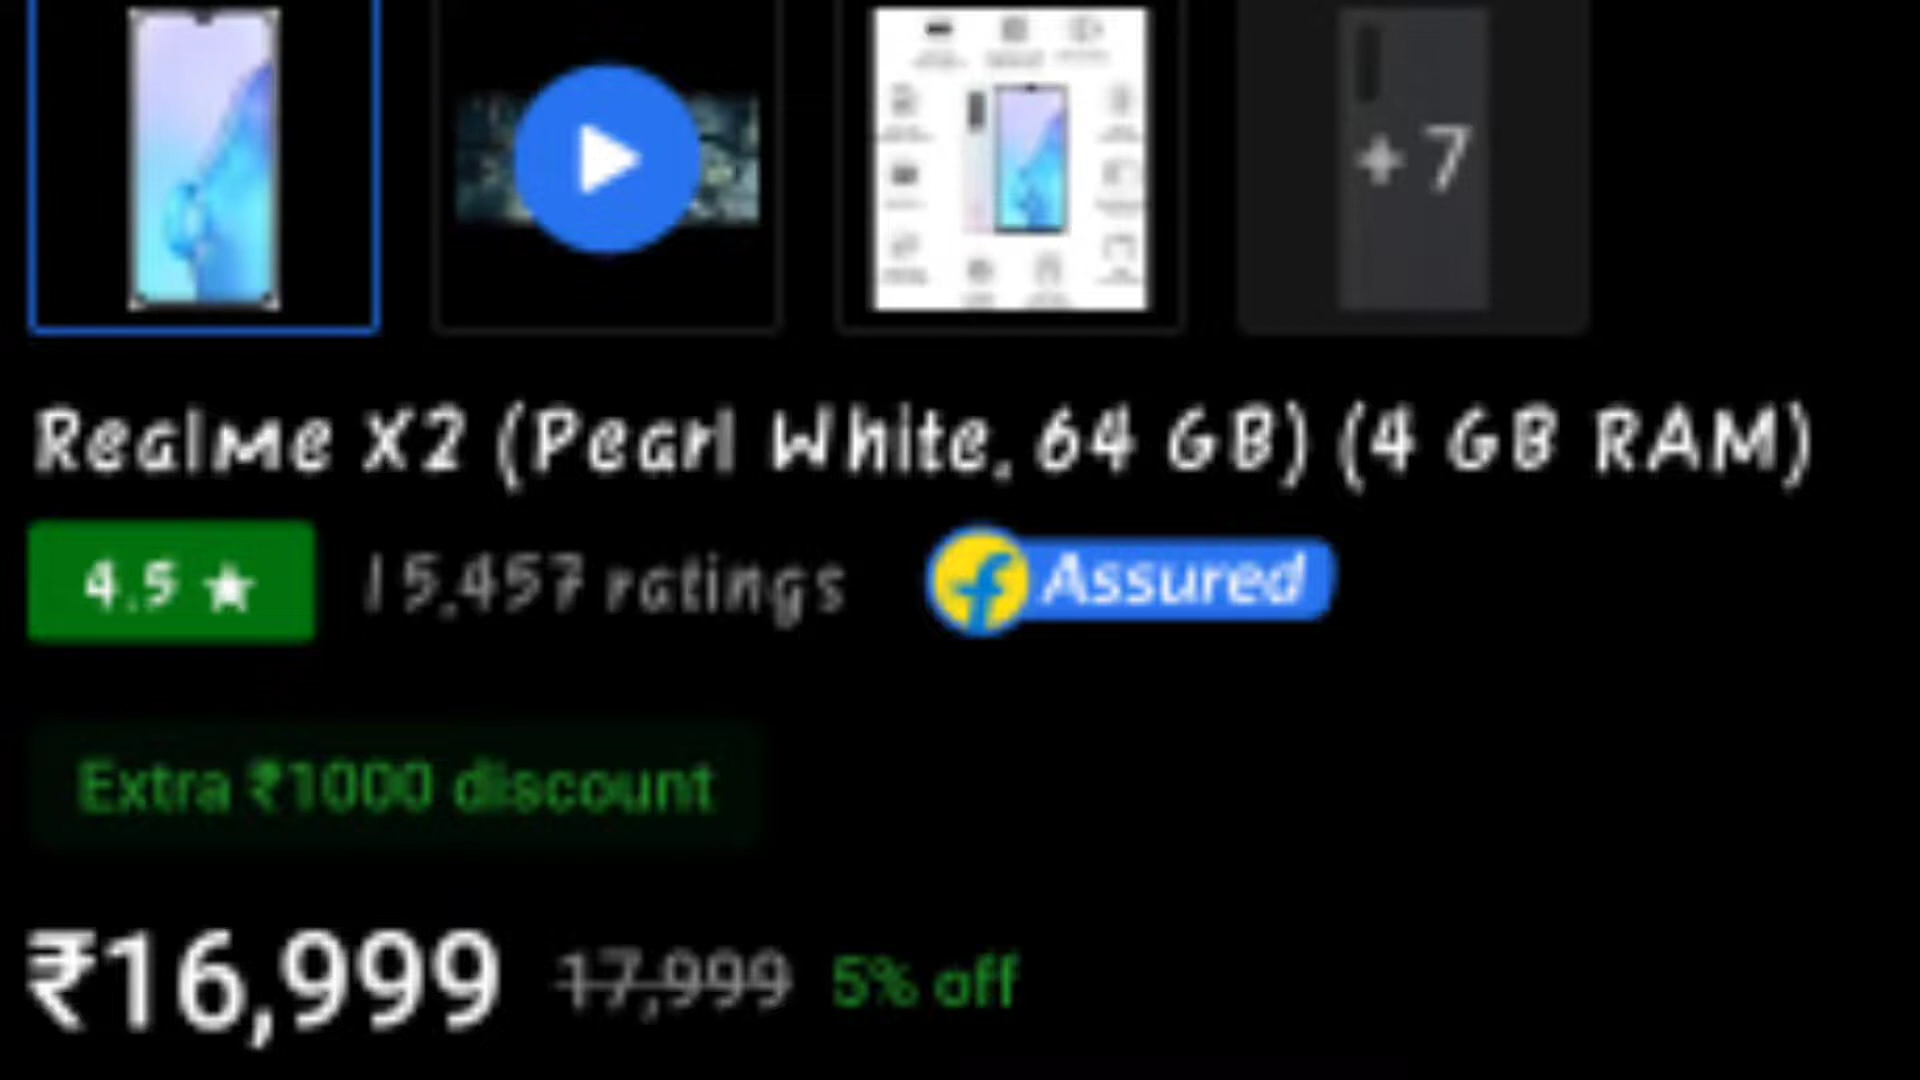 + 7
Realme X2 (Pearl White, 64 GB) (4 GB RAM)
4.5 ★ 15,457 ratings f Assured
Extra ₹1000 discount
₹16,999 17,999 5% off